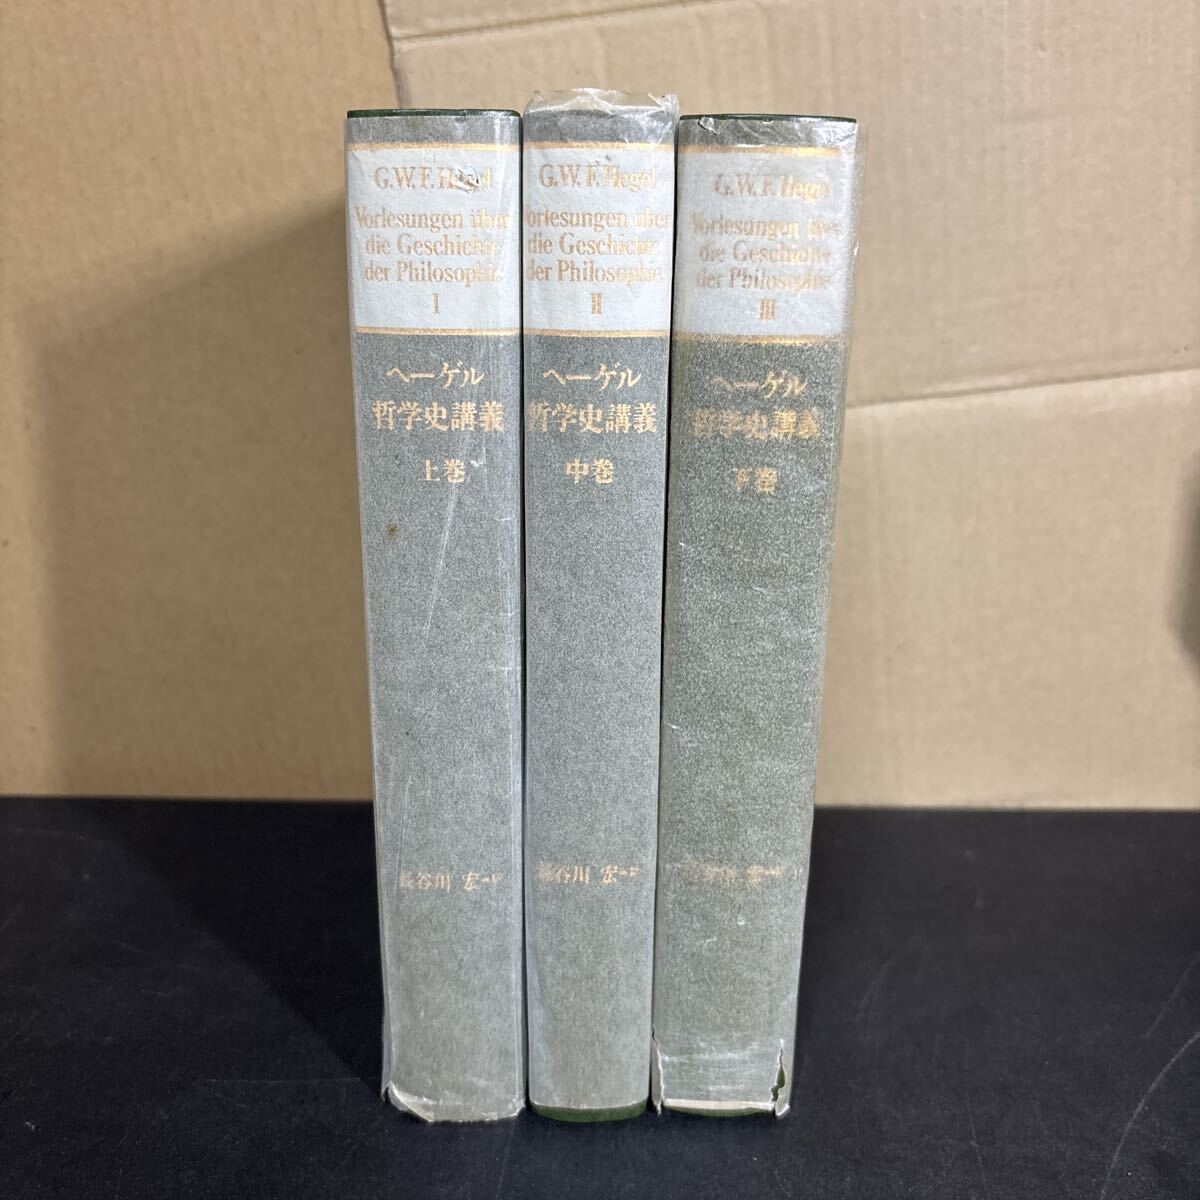 G.W.F.Hegel
Vorlesungen über
die Geschichte
der Philosophie
I
ヘーゲル
哲学史講義
上巻
長谷川 宏=訳
G.W.F.Hegel
Vorlesungen über
die Geschichte
der Philosophie
II
ヘーゲル
哲学史講義
中巻
長谷川 宏=訳
G.W.F.Hegel
Vorlesungen über
die Geschichte
der Philosophie
III
ヘーゲル
哲学史講義
下巻
宏=訳